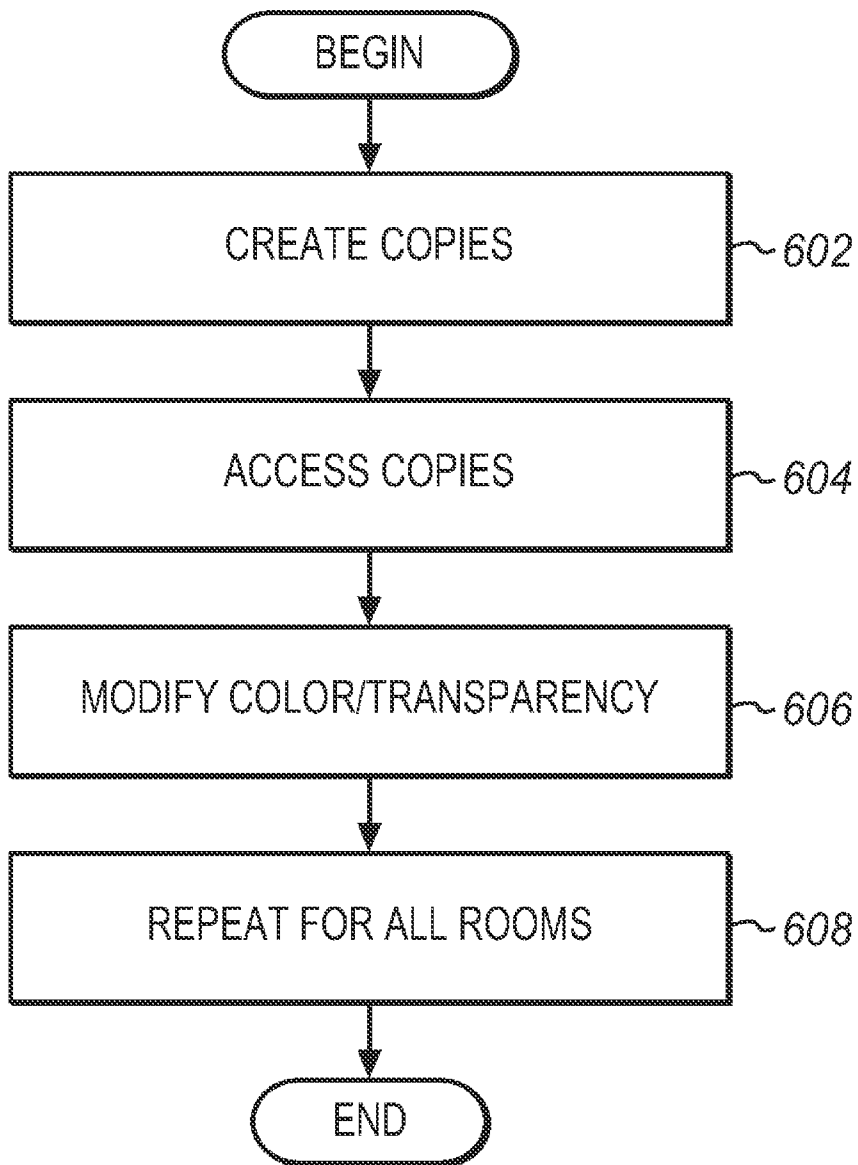 BEGIN
CREATE COPIES
602
ACCESS COPIES
604
MODIFY COLOR/TRANSPARENCY
606
REPEAT FOR ALL ROOMS
608
END